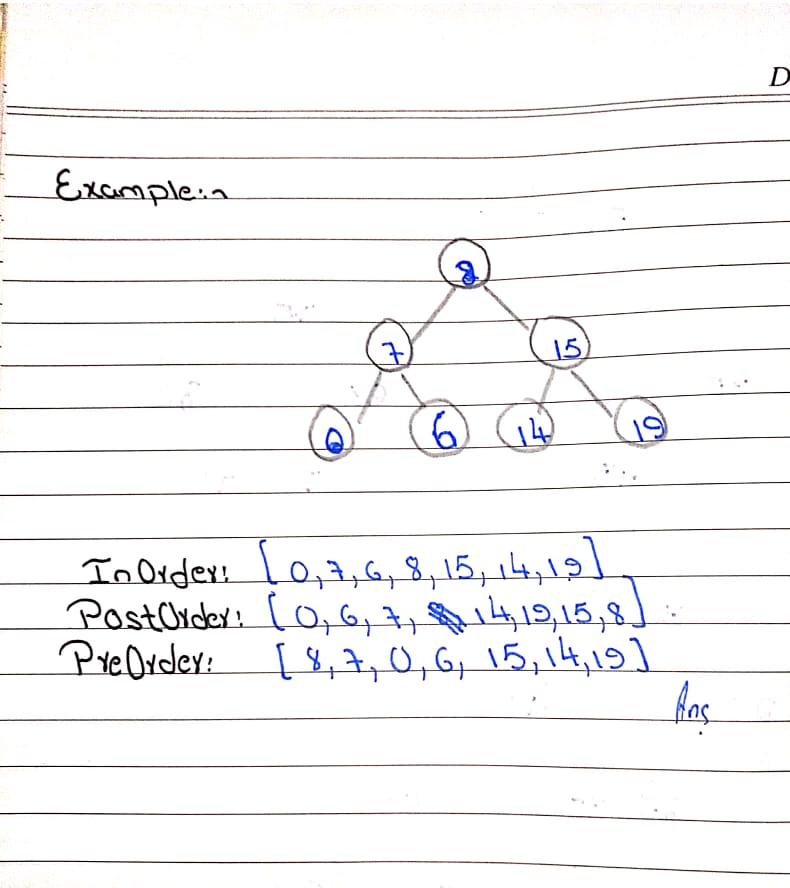 D
Example:~
8
7 15
0 6 14 19
InOrder: [0,7,6,8,15,14,19]
PostOrder: [0,6,7, 14,19,15,8]
PreOrder: [8,7,0,6, 15,14,19]
Ans